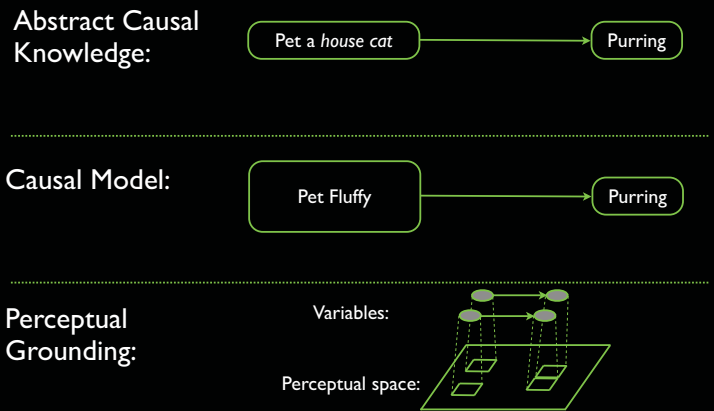 Abstract Causal
Knowledge:
Pet a house cat
Purring
Causal Model:
Pet Fluffy
Purring
Perceptual
Grounding:
Variables:
Perceptual space: